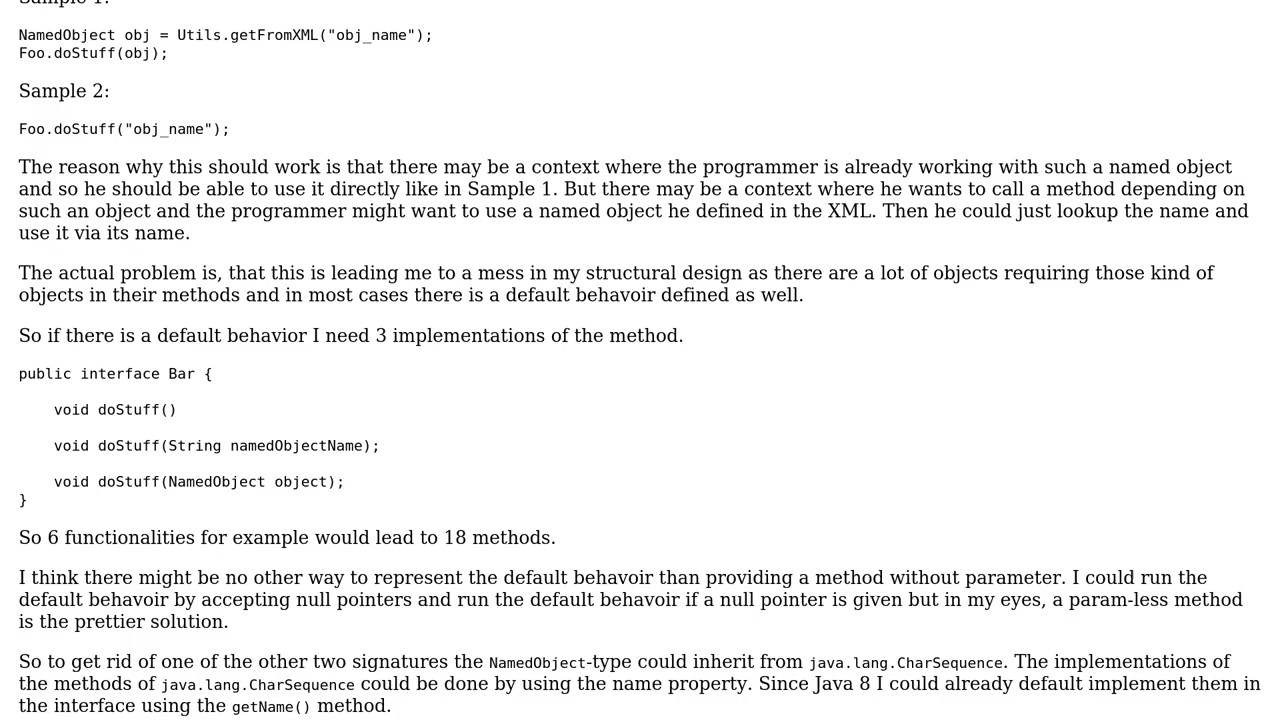 Sample 1:
NamedObject obj = Utils.getFromXML("obj_name");
Foo.doStuff(obj);
Sample 2:
Foo.doStuff("obj_name");
The reason why this should work is that there may be a context where the programmer is already working with such a named object
and so he should be able to use it directly like in Sample 1. But there may be a context where he wants to call a method depending on
such an object and the programmer might want to use a named object he defined in the XML. Then he could just lookup the name and
use it via its name.
The actual problem is, that this is leading me to a mess in my structural design as there are a lot of objects requiring those kind of
objects in their methods and in most cases there is a default behavoir defined as well.
So if there is a default behavior I need 3 implementations of the method.
public interface Bar {
    void doStuff()
    void doStuff(String namedObjectName);
    void doStuff(NamedObject object);
}
So 6 functionalities for example would lead to 18 methods.
I think there might be no other way to represent the default behavoir than providing a method without parameter. I could run the
default behavoir by accepting null pointers and run the default behavoir if a null pointer is given but in my eyes, a param-less method
is the prettier solution.
So to get rid of one of the other two signatures the NamedObject-type could inherit from java.lang.CharSequence. The implementations of
the methods of java.lang.CharSequence could be done by using the name property. Since Java 8 I could already default implement them in
the interface using the getName() method.